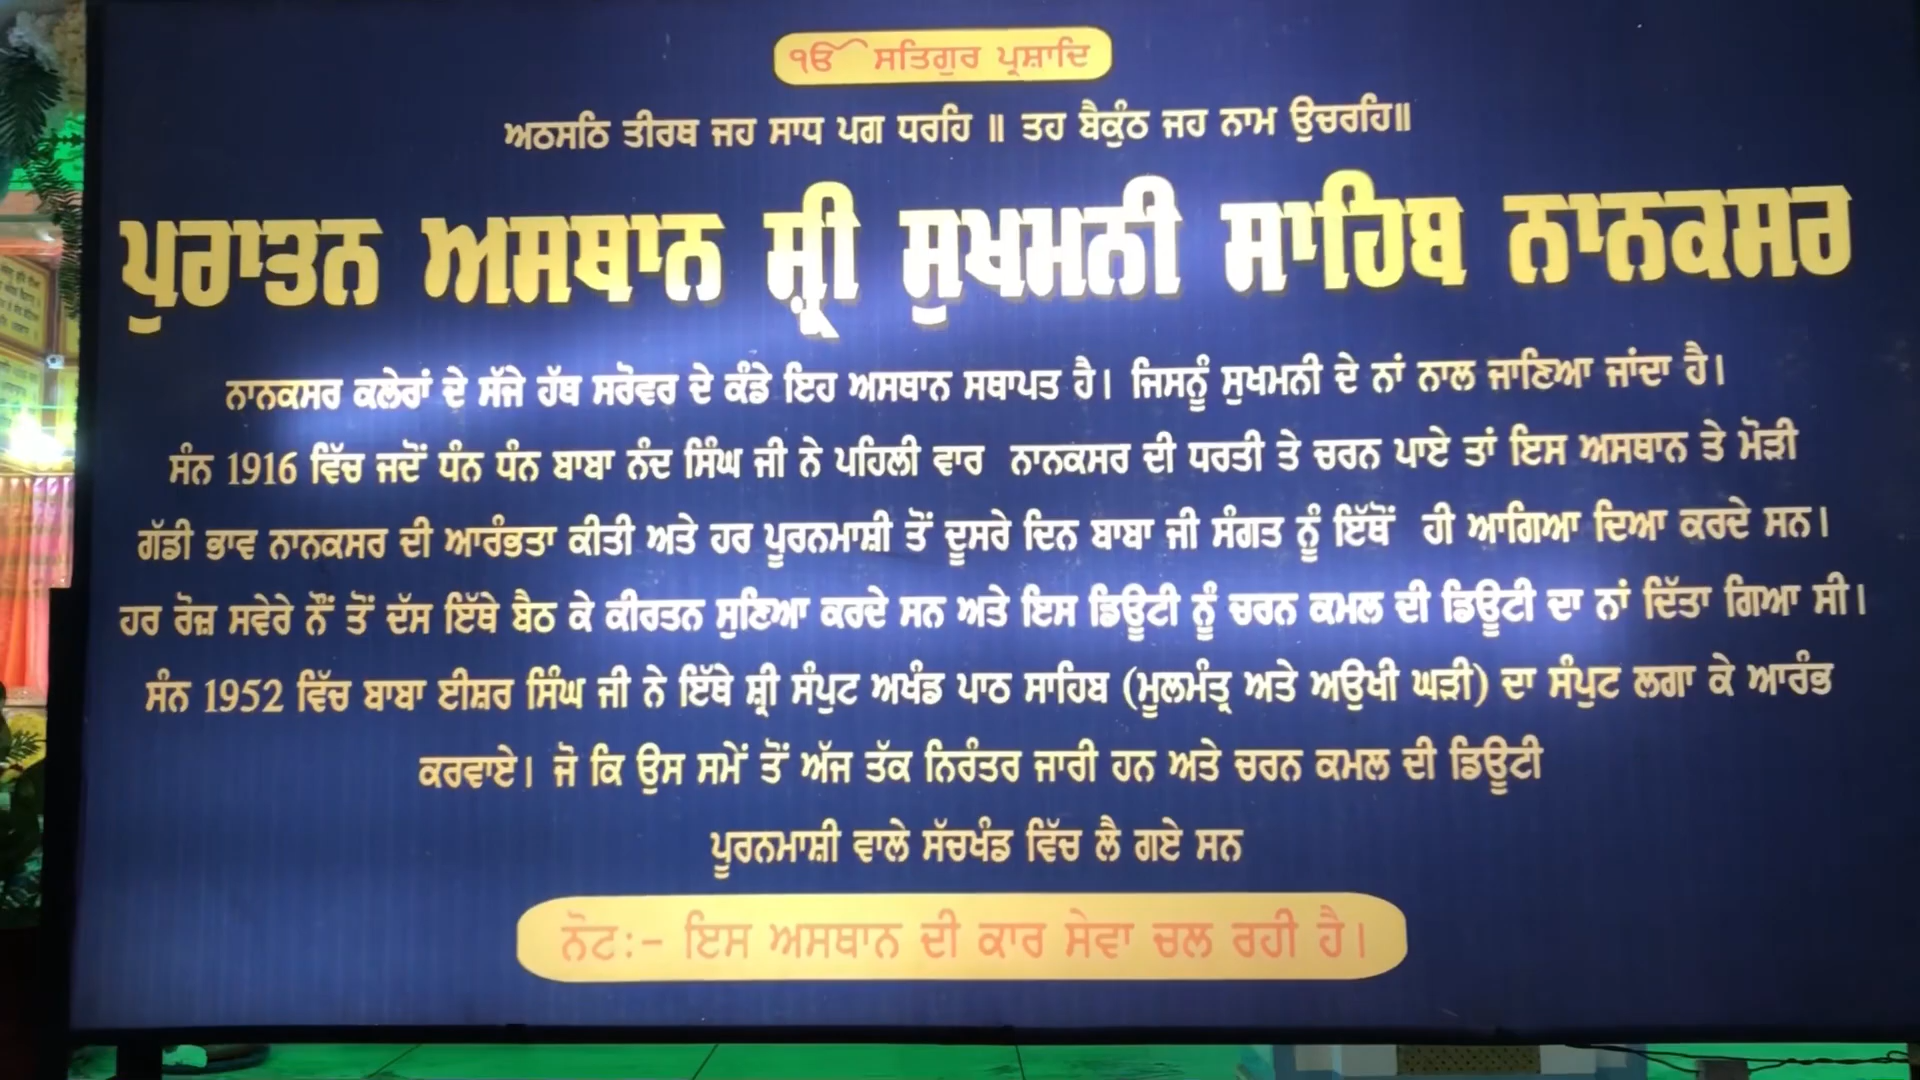 ੴ ਸਤਿਗੁਰ ਪ੍ਰਸ਼ਾਦਿ
ਅਠਸਠਿ ਤੀਰਥ ਜਹ ਸਾਧ ਪਗ ਧਰਹਿ ॥ ਤਹ ਬੈਕੁੰਠ ਜਹ ਨਾਮ ਉਚਰਹਿ॥
ਪੁਰਾਤਨ ਅਸਥਾਨ ਸ਼੍ਰੀ ਸੁਖਮਨੀ ਸਾਹਿਬ ਨਾਨਕਸਰ
ਨਾਨਕਸਰ ਕਲੇਰਾਂ ਦੇ ਸੱਜੇ ਹੱਥ ਸਰੋਵਰ ਦੇ ਕੰਡੇ ਇਹ ਅਸਥਾਨ ਸਥਾਪਤ ਹੈ। ਜਿਸਨੂੰ ਸੁਖਮਨੀ ਦੇ ਨਾਂ ਨਾਲ ਜਾਣਿਆ ਜਾਂਦਾ ਹੈ।
ਸੰਨ 1916 ਵਿੱਚ ਜਦੋਂ ਧੰਨ ਧੰਨ ਬਾਬਾ ਨੰਦ ਸਿੰਘ ਜੀ ਨੇ ਪਹਿਲੀ ਵਾਰ ਨਾਨਕਸਰ ਦੀ ਧਰਤੀ ਤੇ ਚਰਨ ਪਾਏ ਤਾਂ ਇਸ ਅਸਥਾਨ ਤੇ ਮੋੜੀ
ਗੱਡੀ ਭਾਵ ਨਾਨਕਸਰ ਦੀ ਆਰੰਭਤਾ ਕੀਤੀ ਅਤੇ ਹਰ ਪੂਰਨਮਾਸ਼ੀ ਤੋਂ ਦੂਸਰੇ ਦਿਨ ਬਾਬਾ ਜੀ ਸੰਗਤ ਨੂੰ ਇੱਥੋਂ ਹੀ ਆਗਿਆ ਦਿਆ ਕਰਦੇ ਸਨ।
ਹਰ ਰੋਜ਼ ਸਵੇਰੇ ਨੌਂ ਤੋਂ ਦੱਸ ਇੱਥੇ ਬੈਠ ਕੇ ਕੀਰਤਨ ਸੁਣਿਆ ਕਰਦੇ ਸਨ ਅਤੇ ਇਸ ਡਿਊਟੀ ਨੂੰ ਚਰਨ ਕਮਲ ਦੀ ਡਿਊਟੀ ਦਾ ਨਾਂ ਦਿੱਤਾ ਗਿਆ ਸੀ।
ਸੰਨ 1952 ਵਿੱਚ ਬਾਬਾ ਈਸ਼ਰ ਸਿੰਘ ਜੀ ਨੇ ਇੱਥੇ ਸ਼੍ਰੀ ਸੰਪੁਟ ਅਖੰਡ ਪਾਠ ਸਾਹਿਬ (ਮੂਲਮੰਤ੍ਰ ਅਤੇ ਅਉਖੀ ਘੜੀ) ਦਾ ਸੰਪੁਟ ਲਗਾ ਕੇ ਆਰੰਭ
ਕਰਵਾਏ। ਜੋ ਕਿ ਉਸ ਸਮੇਂ ਤੋਂ ਅੱਜ ਤੱਕ ਨਿਰੰਤਰ ਜਾਰੀ ਹਨ ਅਤੇ ਚਰਨ ਕਮਲ ਦੀ ਡਿਊਟੀ
ਪੂਰਨਮਾਸ਼ੀ ਵਾਲੇ ਸੱਚਖੰਡ ਵਿੱਚ ਲੈ ਗਏ ਸਨ
ਨੋਟ:- ਇਸ ਅਸਥਾਨ ਦੀ ਕਾਰ ਸੇਵਾ ਚਲ ਰਹੀ ਹੈ।